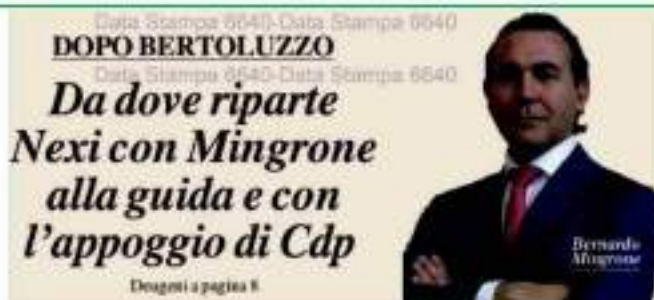 Data Stampa 6640-Data Stampa 6640
DOPO BERTOLUZZO
Data Stampa 6640-Data Stampa 6640
Da dove riparte
Nexi con Mingrone
alla guida e con
l'appoggio di Cdp
Deugeni a pagina 8
Bernardo
Mingrone